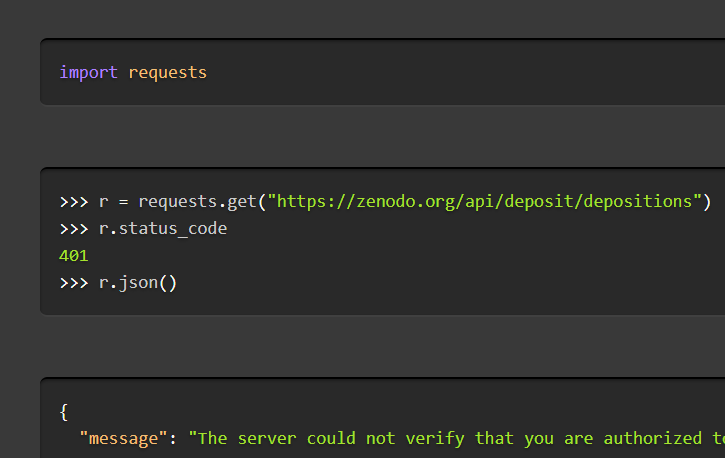 import requests
>>> r = requests.get("https://zenodo.org/api/deposit/depositions")
>>> r.status_code
401
>>> r.json()
{
"message": "The server could not verify that you are authorized